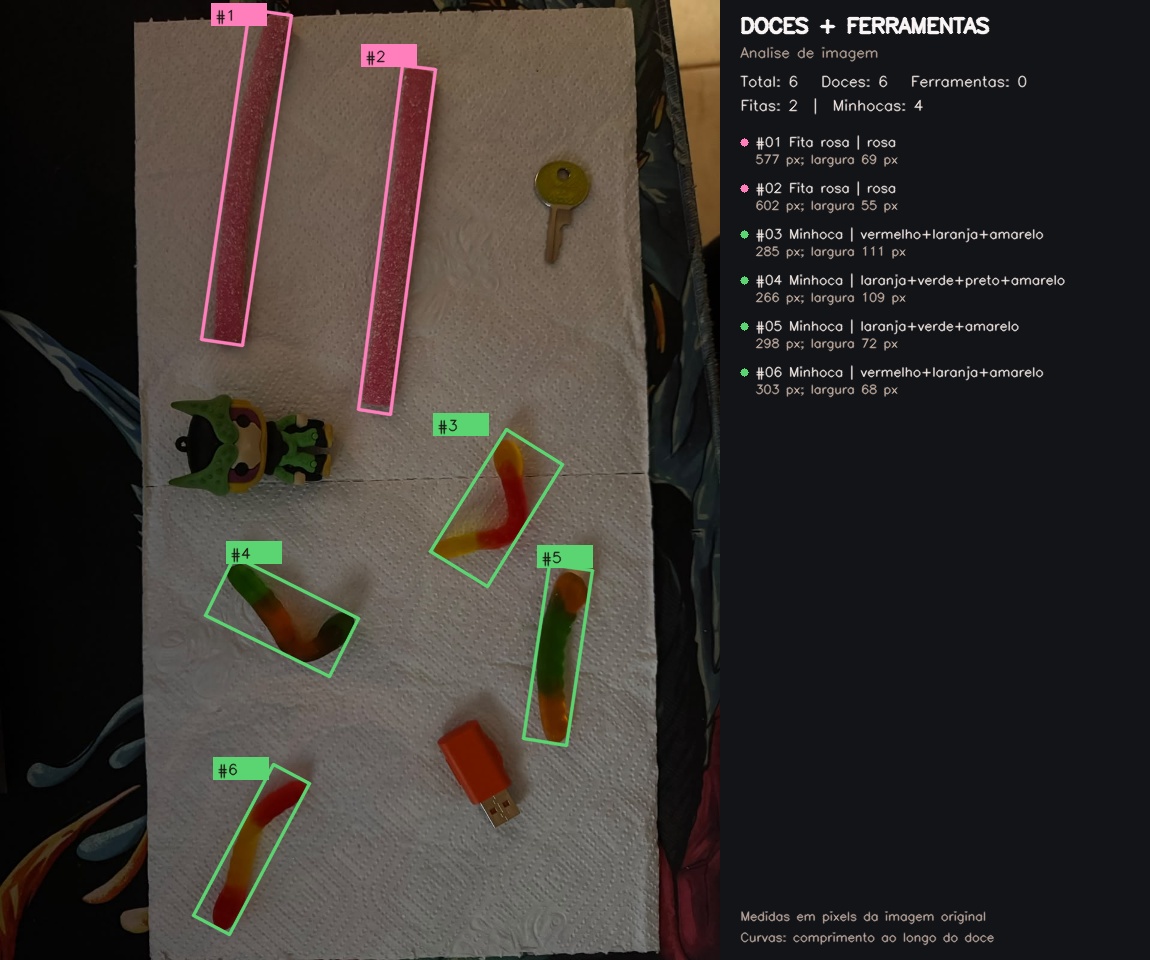 #1
#2
#3
#4
#5
#6
DOCES + FERRAMENTAS
Analise de imagem
Total: 6 Doces: 6 Ferramentas: 0
Fitas: 2 | Minhocas: 4
#01 Fita rosa | rosa
577 px; largura 69 px
#02 Fita rosa | rosa
602 px; largura 55 px
#03 Minhoca | vermelho+laranja+amarelo
285 px; largura 111 px
#04 Minhoca | laranja+verde+preto+amarelo
266 px; largura 109 px
#05 Minhoca | laranja+verde+amarelo
298 px; largura 72 px
#06 Minhoca | vermelho+laranja+amarelo
303 px; largura 68 px
Medidas em pixels da imagem original
Curvas: comprimento ao longo do doce